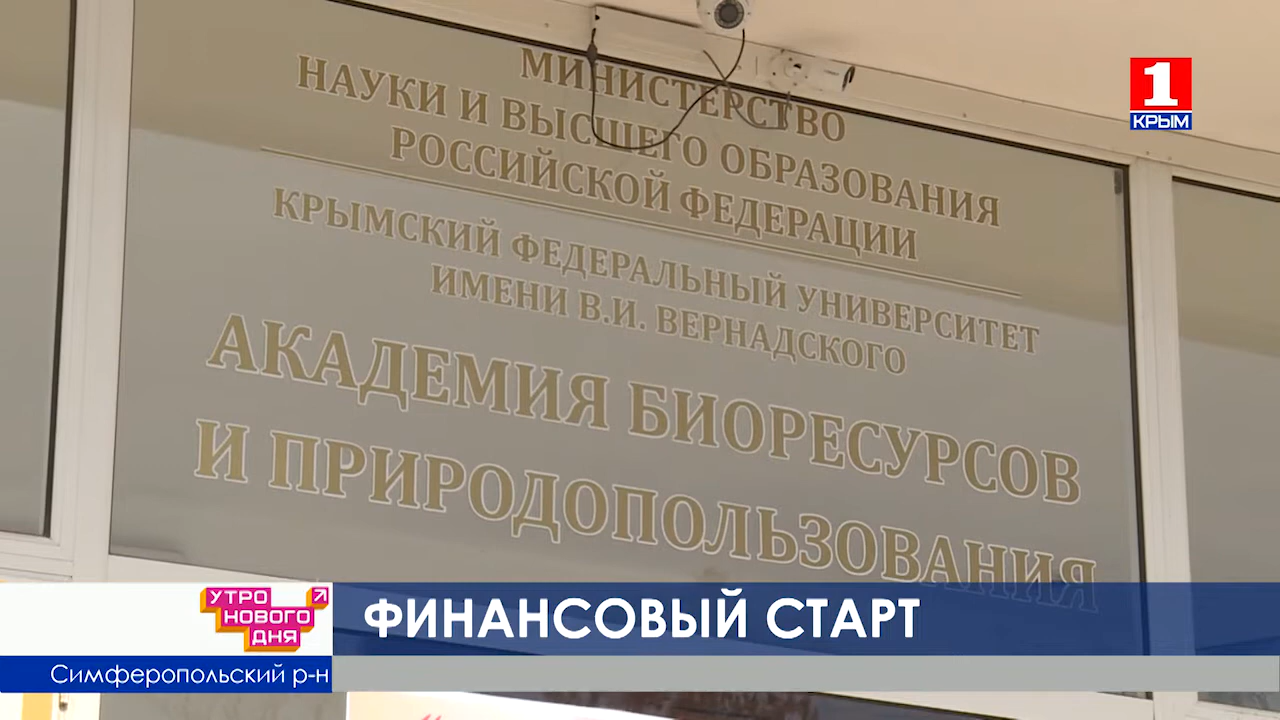 МИНИСТЕРСТВО
НАУКИ И ВЫСШЕГО ОБРАЗОВАНИЯ
РОССИЙСКОЙ ФЕДЕРАЦИИ
КРЫМСКИЙ ФЕДЕРАЛЬНЫЙ УНИВЕРСИТЕТ
ИМЕНИ В.И. ВЕРНАДСКОГО
АКАДЕМИЯ БИОРЕСУРСОВ
И ПРИРОДОПОЛЬЗОВАНИЯ
1
КРЫМ
УТРО
НОВОГО
ДНЯ
ФИНАНСОВЫЙ СТАРТ
Симферопольский р-н